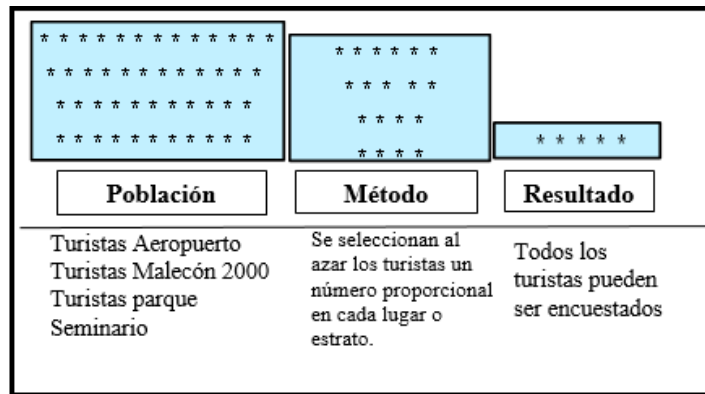 * * * * * * * * * * * * *
* * * * * * * * * * * *
* * * * * * * * * * *
* * * * * * * * * * *
* * * * * *
* * * * *
* * * *
* * * *
* * * * *
Población
Método
Resultado
Turistas Aeropuerto
Turistas Malecón 2000
Turistas parque
Seminario
Se seleccionan al
azar los turistas un
número proporcional
en cada lugar o
estrato.
Todos los
turistas pueden
ser encuestados